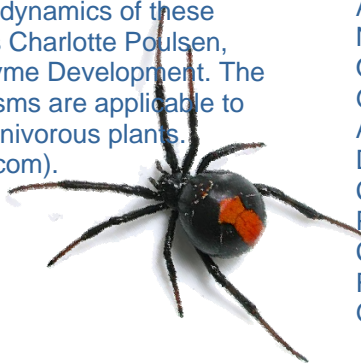 dynamics of these
Charlotte Poulsen,
yme Development. The
sms are applicable to
nivorous plants.
com).